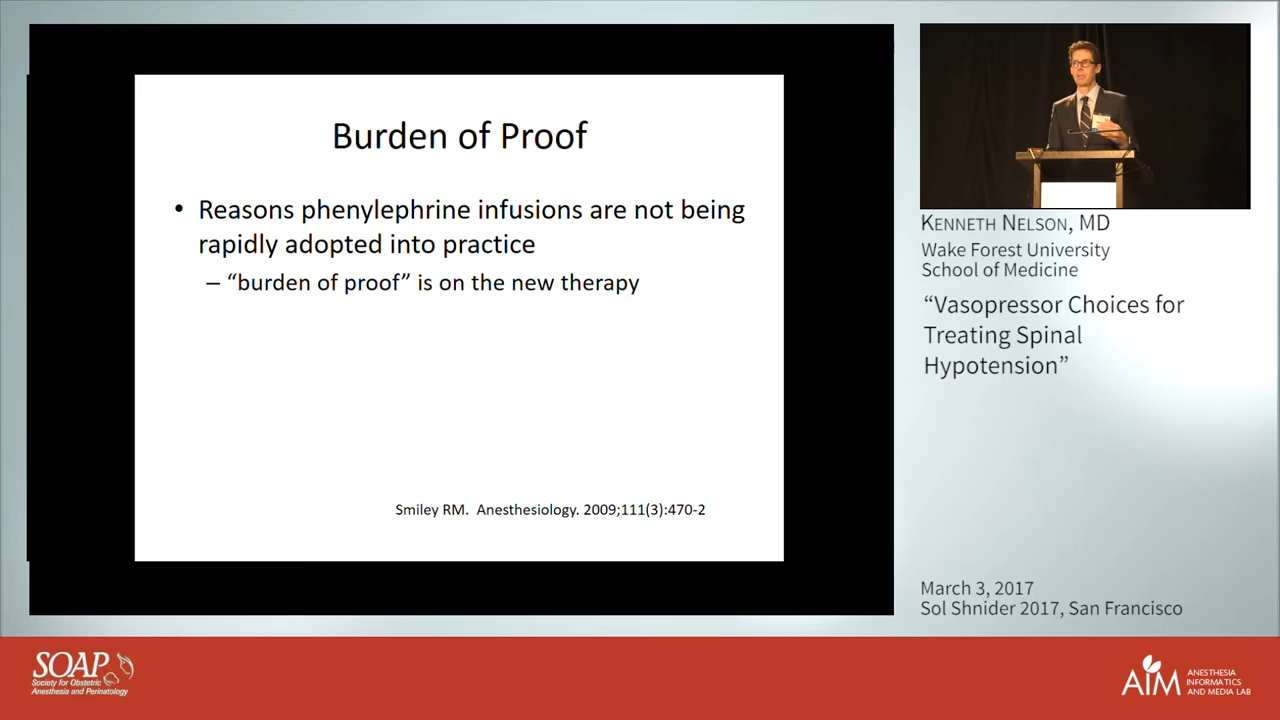 Burden of Proof
• Reasons phenylephrine infusions are not being
rapidly adopted into practice
– “burden of proof” is on the new therapy
Smiley RM. Anesthesiology. 2009;111(3):470-2
KENNETH NELSON, MD
Wake Forest University
School of Medicine
“Vasopressor Choices for
Treating Spinal
Hypotension”
March 3, 2017
Sol Shnider 2017, San Francisco
SOAP
Society for Obstetric
Anesthesia and Perinatology
AIM
ANESTHESIA
INFORMATICS
AND MEDIA LAB